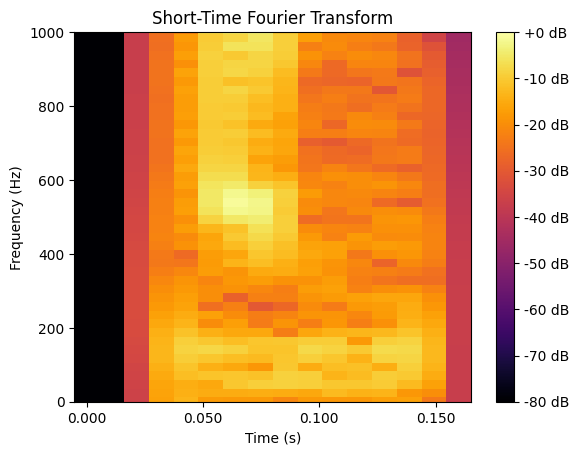 Short-Time Fourier Transform
1000
800
600
400
200
0
Frequency (Hz)
0.000
0.050
0.100
0.150
Time (s)
+0 dB
-10 dB
-20 dB
-30 dB
-40 dB
-50 dB
-60 dB
-70 dB
-80 dB